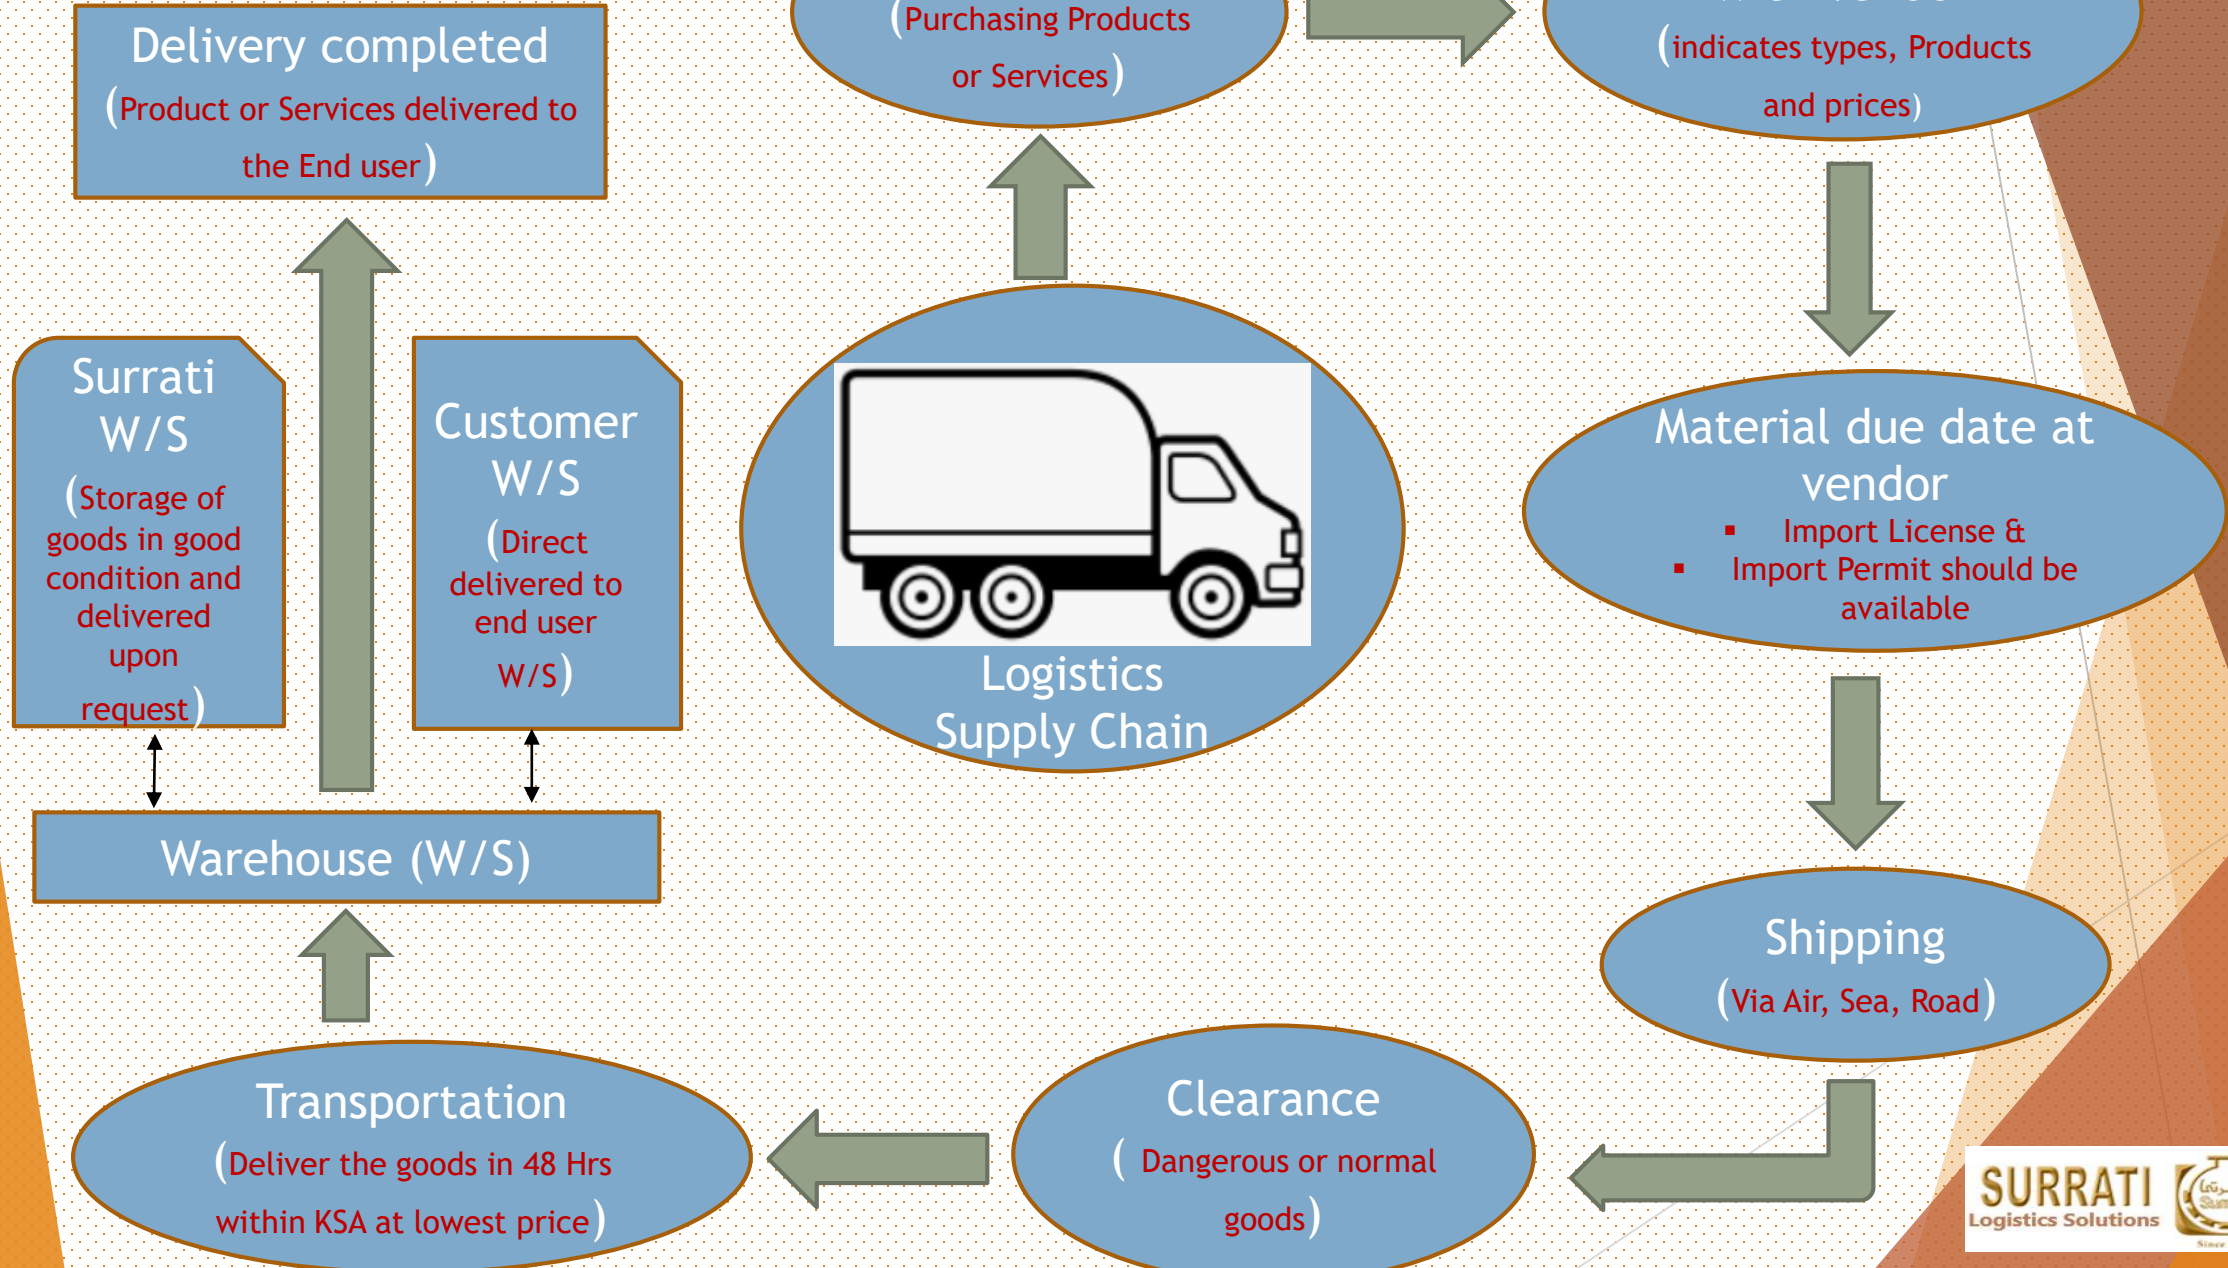 Delivery completed
(Product or Services delivered to
the End user)
(Purchasing Products
or Services)
(indicates types, Products
and prices)
Surrati
W/S
(Storage of
goods in good
condition and
delivered
upon
request)
Customer
W/S
(Direct
delivered to
end user
W/S)
Logistics
Supply Chain
Material due date at
vendor
▪ Import License &
▪ Import Permit should be
available
Warehouse (W/S)
Shipping
(Via Air, Sea, Road)
Transportation
(Deliver the goods in 48 Hrs
within KSA at lowest price)
Clearance
( Dangerous or normal
goods)
SURRATI
Logistics Solutions
Since